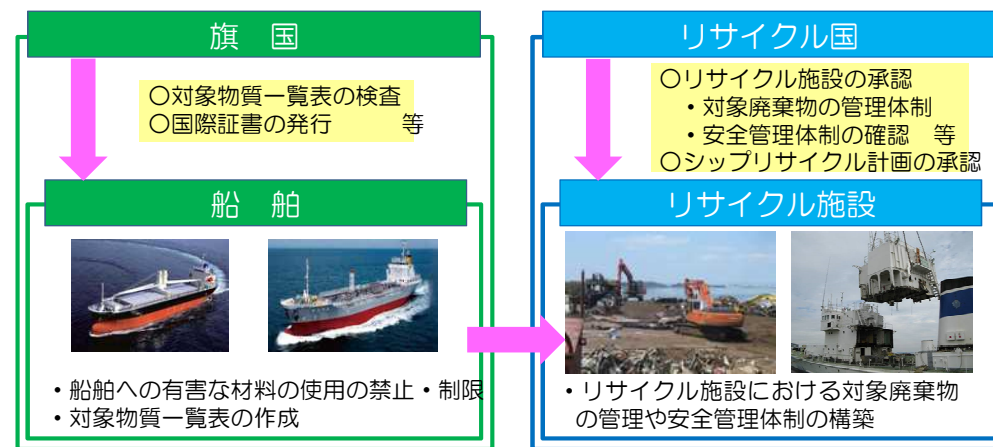 旗　国
〇対象物質一覧表の検査
〇国際証書の発行　　　等
船　舶
・船舶への有害な材料の使用の禁止・制限
・対象物質一覧表の作成
リサイクル国
〇リサイクル施設の承認
・対象廃棄物の管理体制
・安全管理体制の確認　等
〇シップリサイクル計画の承認
リサイクル施設
・リサイクル施設における対象廃棄物
の管理や安全管理体制の構築